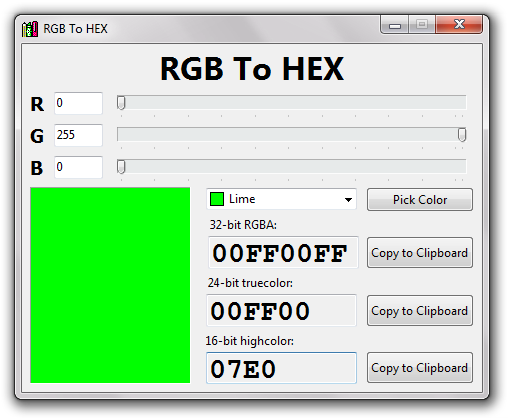 RGB To HEX
RGB To HEX
R 0
G 255
B 0
Lime Pick Color
32-bit RGBA:
00FF00FF Copy to Clipboard
24-bit truecolor:
00FF00 Copy to Clipboard
16-bit highcolor:
07E0 Copy to Clipboard